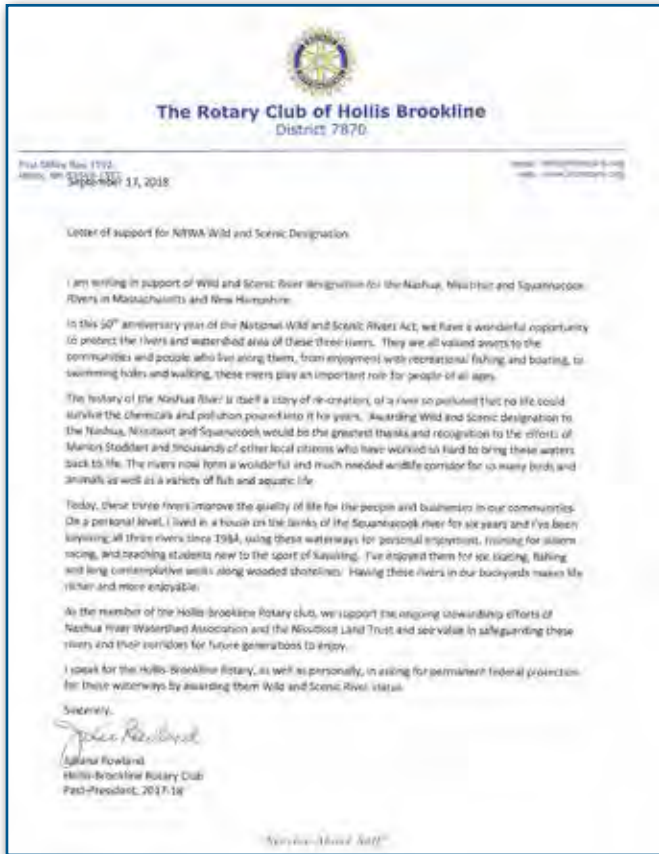 The Rotary Club of Hollis Brookline
District 7870
September 17, 2018
Letter of support for NRWA Wild and Scenic Designation
I am writing in support of Wild and Scenic River designation for the Nashua, Nissitissit and Squannacook
Rivers in Massachusetts and New Hampshire.
In this 50th anniversary year of the National Wild and Scenic Rivers Act, we have a wonderful opportunity
to protect the rivers and watershed area of these three rivers. They are all valued assets to the
communities and people who live along them, from enjoyment with recreational fishing and boating, to
swimming holes and walking, these rivers play an important role for people of all ages.
The history of the Nashua River is itself a story of re-creation, of a river so polluted that no life could
survive the chemicals and pollution poured into it for years. Awarding Wild and Scenic designation to
the Nashua, Nissitissit and Squanacook would be the greatest thanks and recognition to the efforts of
Marion Stoddart and thousands of other local citizens who have worked so hard to bring these waters
back to life. The rivers now form a wonderful and much needed wildlife corridor for so many birds and
animals as well as a variety of fish and aquatic life.
Today, these three rivers improve the quality of life for the people and businesses in our communities.
On a personal level, I lived in a house on the banks of the Squannacook river for six years and I've been
kayaking all three rivers since 1984, using these waterways for personal enjoyment, training for slalom
racing, and teaching students new to the sport of kayaking. I've enjoyed them for ice skating, fishing
and long contemplative walks along wooded shorelines. Having these rivers in our backyards makes life
richer and more enjoyable.
As the member of the Hollis-Brookline Rotary club, we support the ongoing stewardship efforts of
Nashua River Watershed Association and the Nissitissit Land Trust and see value in safeguarding these
rivers and their corridors for future generations to enjoy.
I speak for the Hollis-Brookline Rotary, as well as personally, in asking for permanent federal protection
for these waterways by awarding them Wild and Scenic River status.
Sincerely,
Rowland
Hollis-Brookline Rotary Club
Past-President, 2017-18
"Service Above Self"